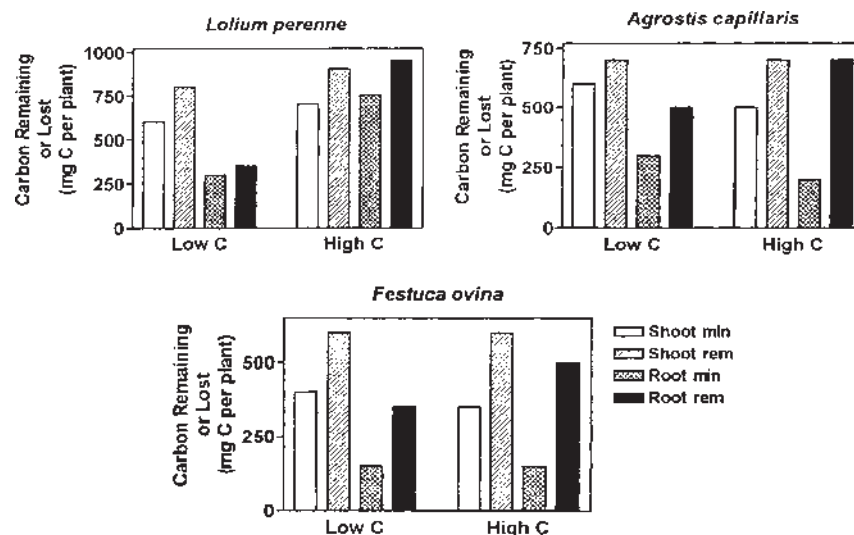 Lolium perenne
Carbon Remaining
or Lost
(mg C per plant)
1000
750
500
250
0
Low C
High C
Agrostis capillaris
Carbon Remaining
or Lost
(mg C per plant)
750
500
250
0
Low C
High C
Festuca ovina
Carbon Remaining
or Lost
(mg C per plant)
500
250
0
Low C
High C
Shoot min
Shoot rem
Root min
Root rem